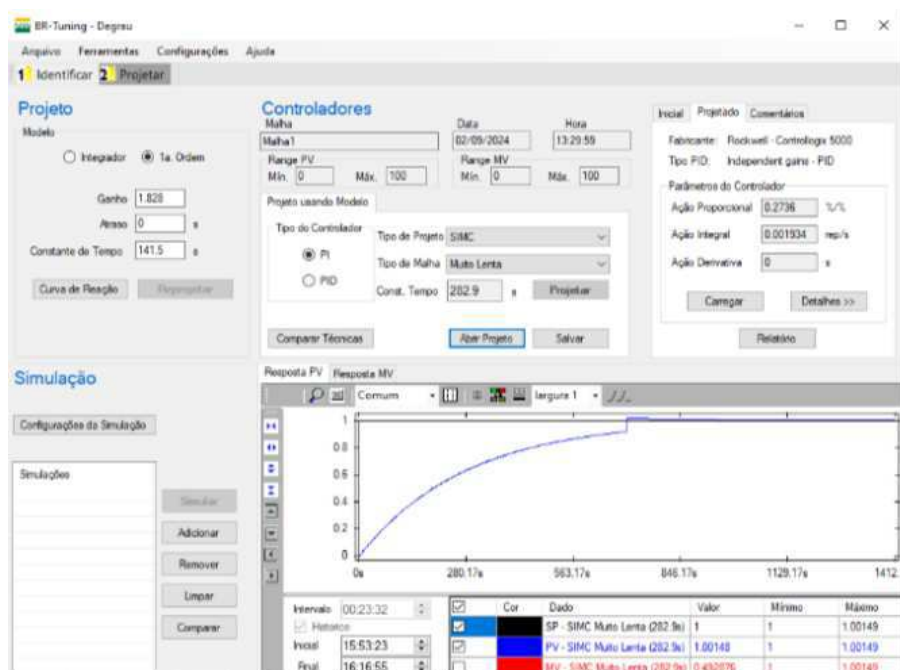 BR-Tuning - Degrau
Arquivo Ferramentas Configurações Ajuda
1 Identificar 2 Projetar
Projeto
Modelo
Integrador 1a. Ordem
Ganho 1.828
Atraso 0 s
Constante de Tempo 141.5 s
Curva de Reação Reprojetar
Controladores
Malha Data Hora
Malha1 02/09/2024 13:29:59
Range PV Range MV
Mín. 0 Máx. 100 Mín. 0 Máx. 100
Projeto usando Modelo
Tipo do Controlador
PI
PID
Tipo de Projeto SIMC
Tipo de Malha Muito Lenta
Const. Tempo 282.9 s Projetar
Comparar Técnicas Abrir Projeto Salvar
Inicial Projetado Comentários
Fabricante: Rockwell - Controllogix 5000
Tipo PID: Independent gains - PID
Parâmetros do Controlador
Ação Proporcional 0.2736 %/%
Ação Integral 0.001934 rep/s
Ação Derivativa 0 s
Carregar Detalhes >>
Relatório
Simulação
Configurações da Simulação
Simulações
Simular
Adicionar
Remover
Limpar
Comparar
Resposta PV Resposta MV
Comum largura 1
1
0.8
0.6
0.4
0.2
0
0s 280.17s 563.17s 846.17s 1129.17s 1412.
Intervalo 00:23:32
Histórico
Inicial 15:53:23
Final 16:16:55
Cor Dado Valor Mínimo Máximo
SP - SIMC Muito Lenta (282.9s) 1 1 1.00149
PV - SIMC Muito Lenta (282.9s) 1.00148 1 1.00149
MV - SIMC Muito Lenta (282.9s) 0.492876 1 1.00149